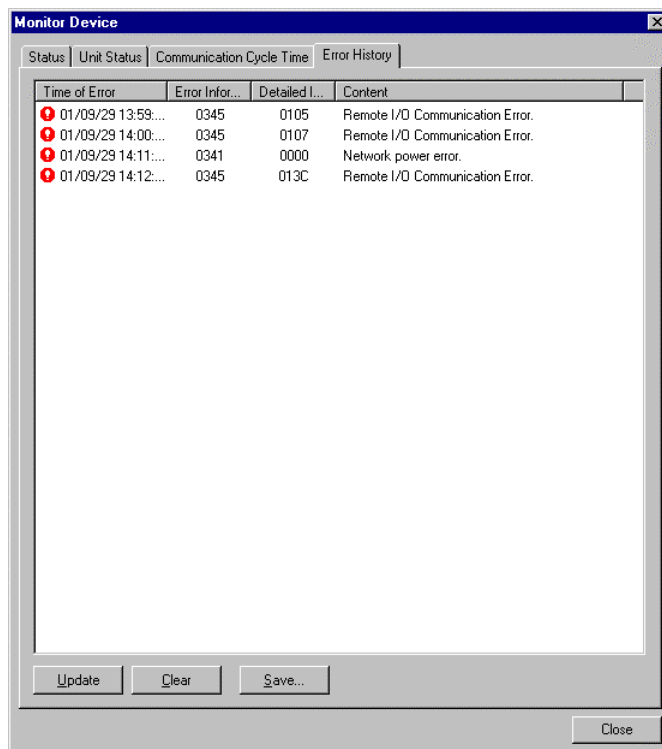 Monitor Device
Status Unit Status Communication Cycle Time Error History
Time of Error Error Infor... Detailed I... Content
01/09/29 13:59:... 0345 0105 Remote I/O Communication Error.
01/09/29 14:00:... 0345 0107 Remote I/O Communication Error.
01/09/29 14:11:... 0341 0000 Network power error.
01/09/29 14:12:... 0345 013C Remote I/O Communication Error.
Update Clear Save...
Close